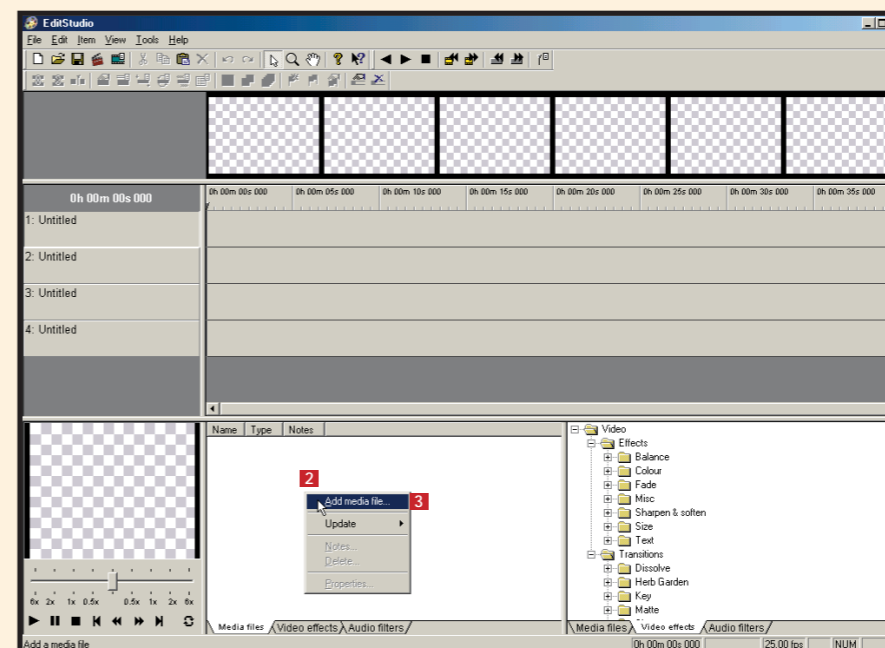 EditStudio
File Edit Item View Tools Help
0h 00m 00s 000
0h 00m 00s 000 0h 00m 05s 000 0h 00m 10s 000 0h 00m 15s 000 0h 00m 20s 000 0h 00m 25s 000 0h 00m 30s 000 0h 00m 35s 000
1: Untitled
2: Untitled
3: Untitled
4: Untitled
Name Type Notes
2
Add media file... 3
Update
Notes...
Delete...
Properties...
Video
Effects
Balance
Colour
Fade
Misc
Sharpen & soften
Size
Text
Transitions
Dissolve
Herb Garden
Key
Matte
6x 2x 1x 0.5x 0.5x 1x 2x 6x
Media files Video effects Audio filters
Media files Video effects Audio filters
Add a media file
0h 00m 00s 000 25.00 fps NUM